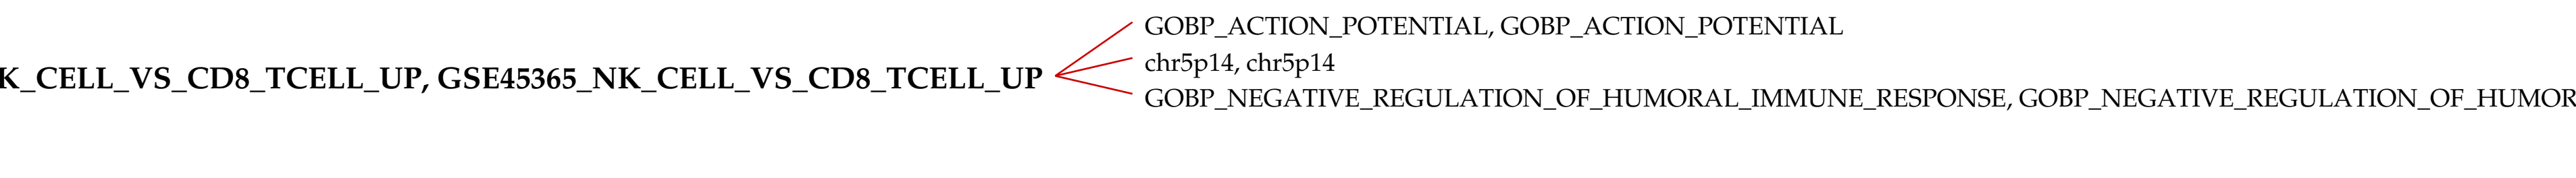 GOBP_ACTION_POTENTIAL, GOBP_ACTION_POTENTIAL
chr5p14, chr5p14
K_CELL_VS_CD8_TCELL_UP, GSE45365_NK_CELL_VS_CD8_TCELL_UP
GOBP_NEGATIVE_REGULATION_OF_HUMORAL_IMMUNE_RESPONSE, GOBP_NEGATIVE_REGULATION_OF_HUMOR